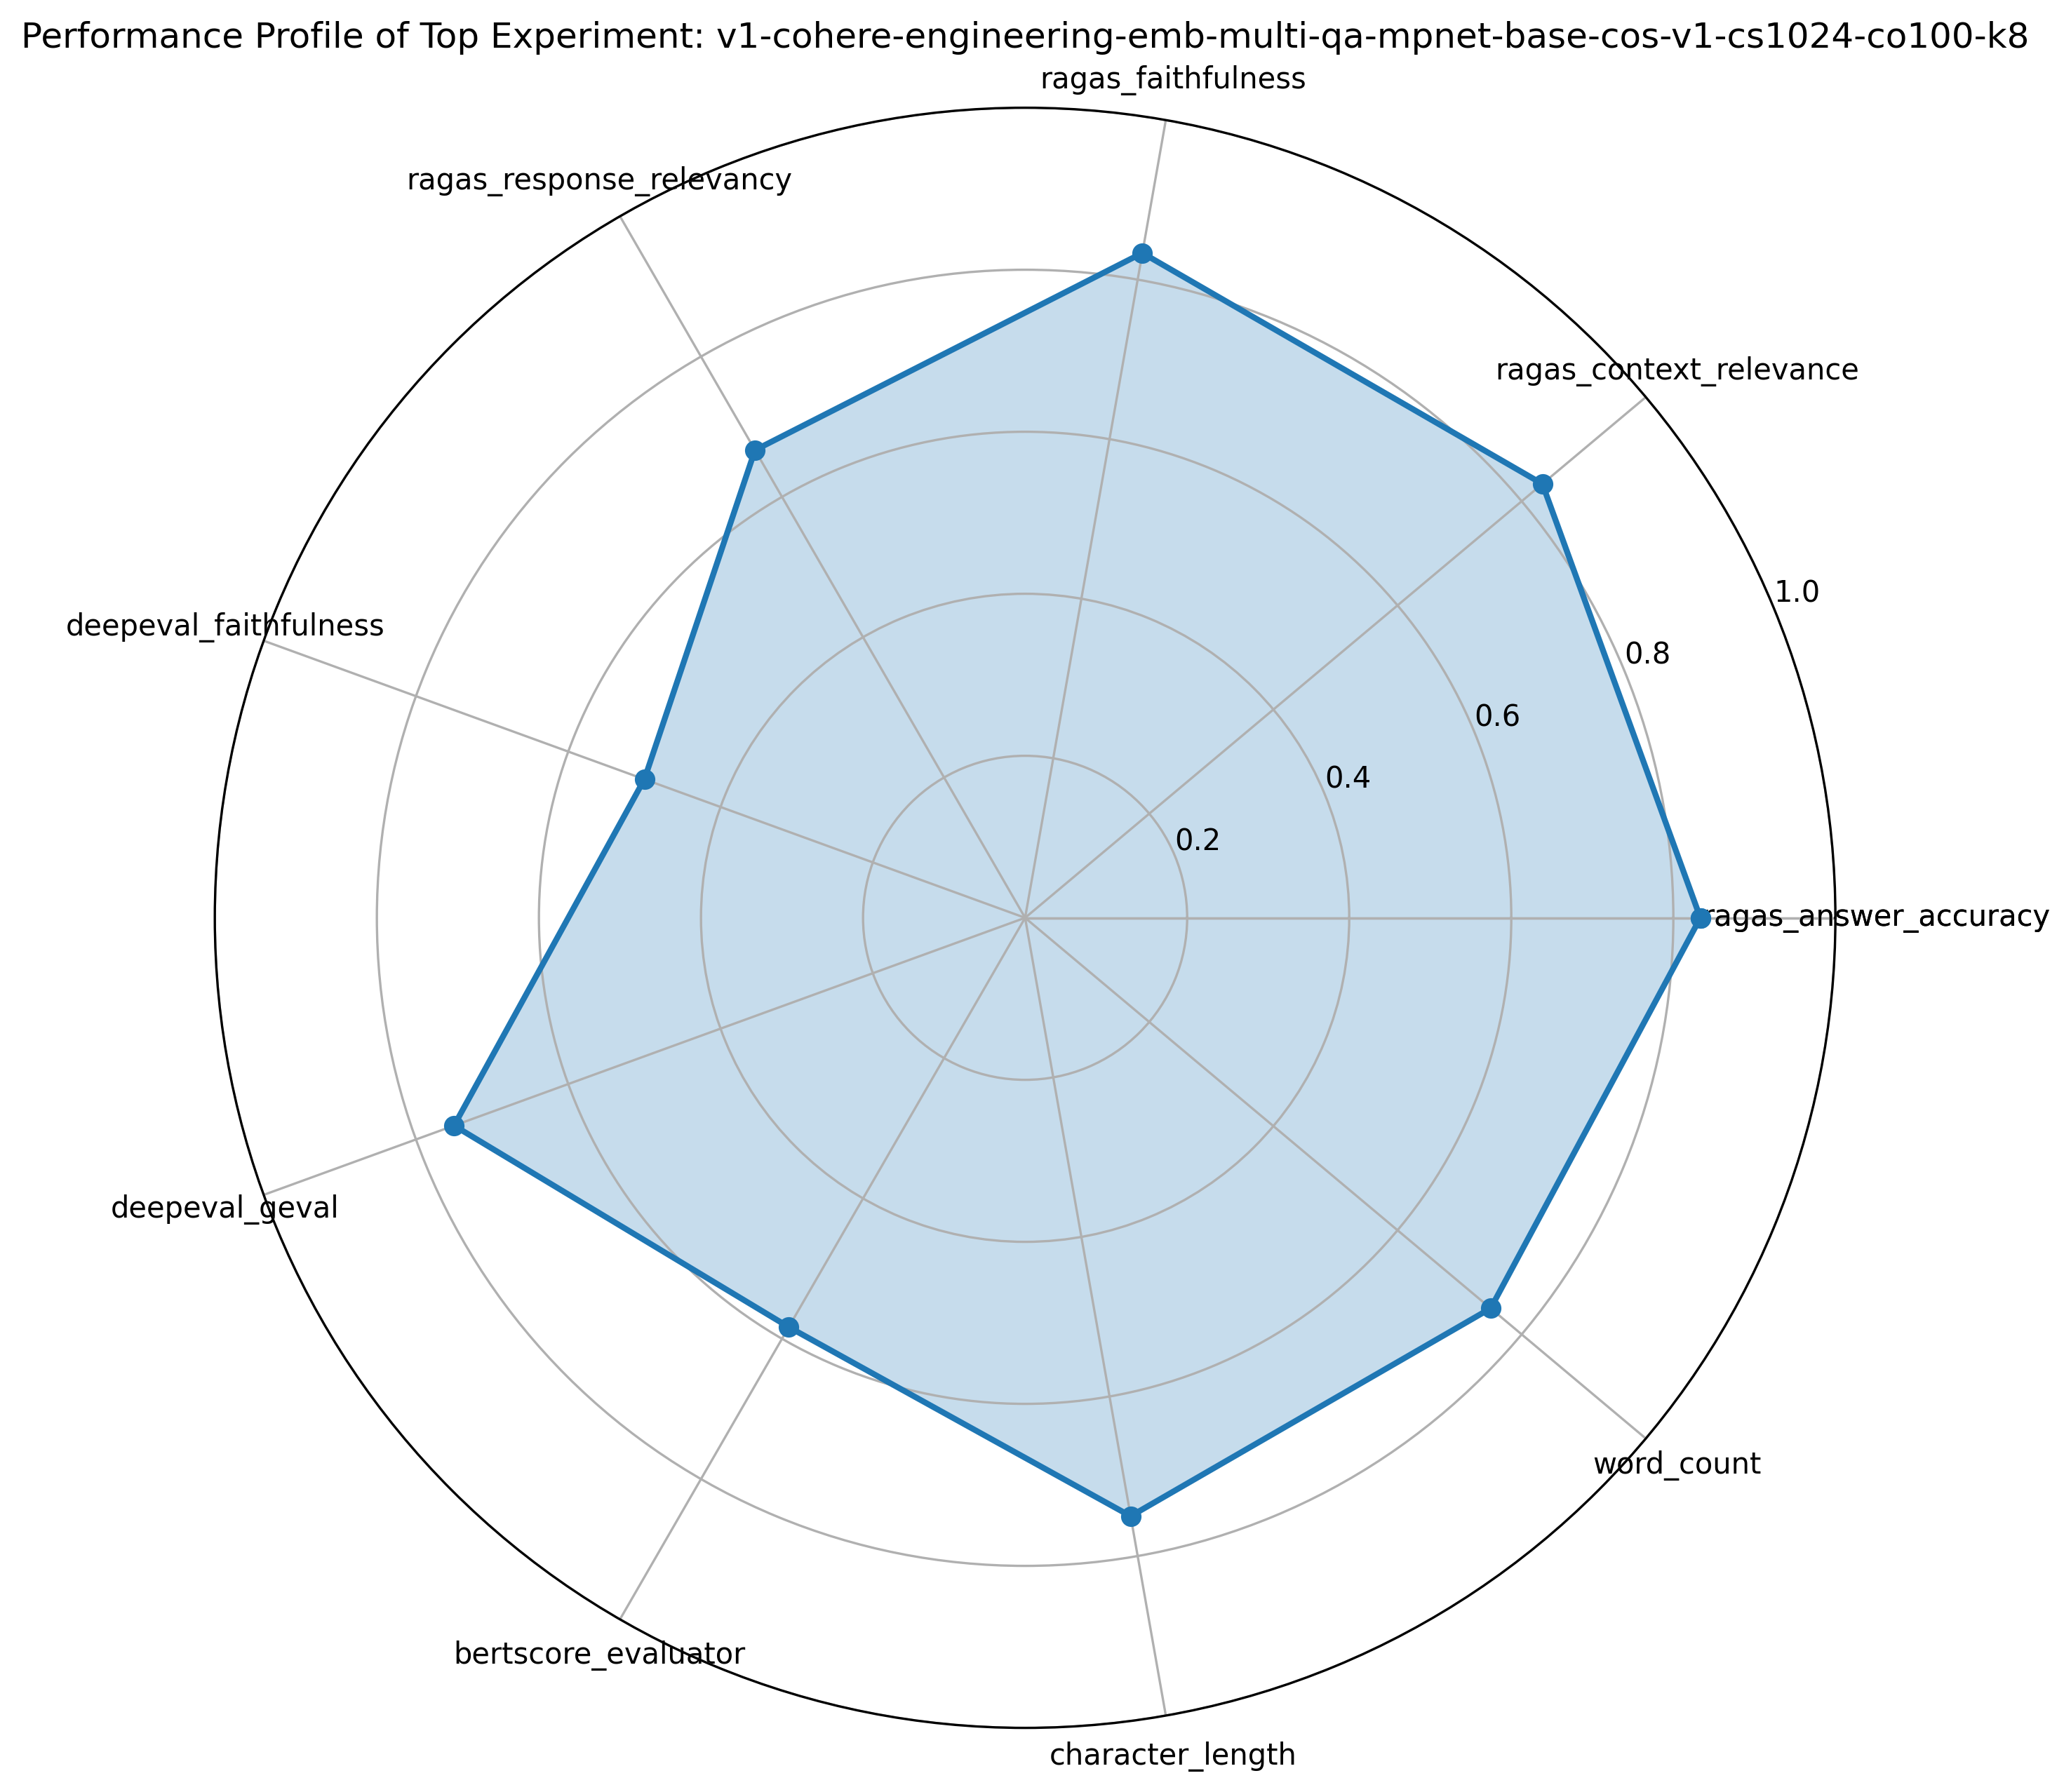 Performance Profile of Top Experiment: v1-cohere-engineering-emb-multi-qa-mpnet-base-cos-v1-cs1024-co100-k8
ragas_faithfulness
ragas_response_relevancy
ragas_context_relevance
1.0
deepeval_faithfulness
0.8
0.6
0.4
0.2
ragas_answer_accuracy
deepeval_geval
word_count
bertscore_evaluator
character_length